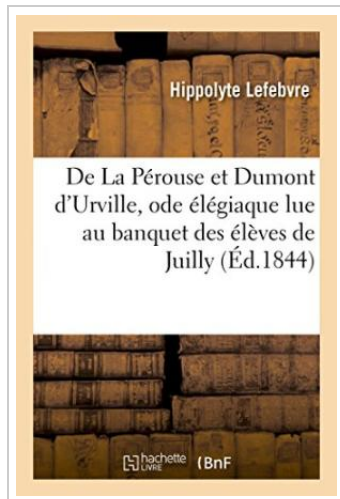 Hippolyte Lefebvre
De La Pérouse et Dumont
d'Urville, ode élégiaque lue
au banquet des élèves de
Juilly (Éd.1844)
hachette
LIVRE
{BnF